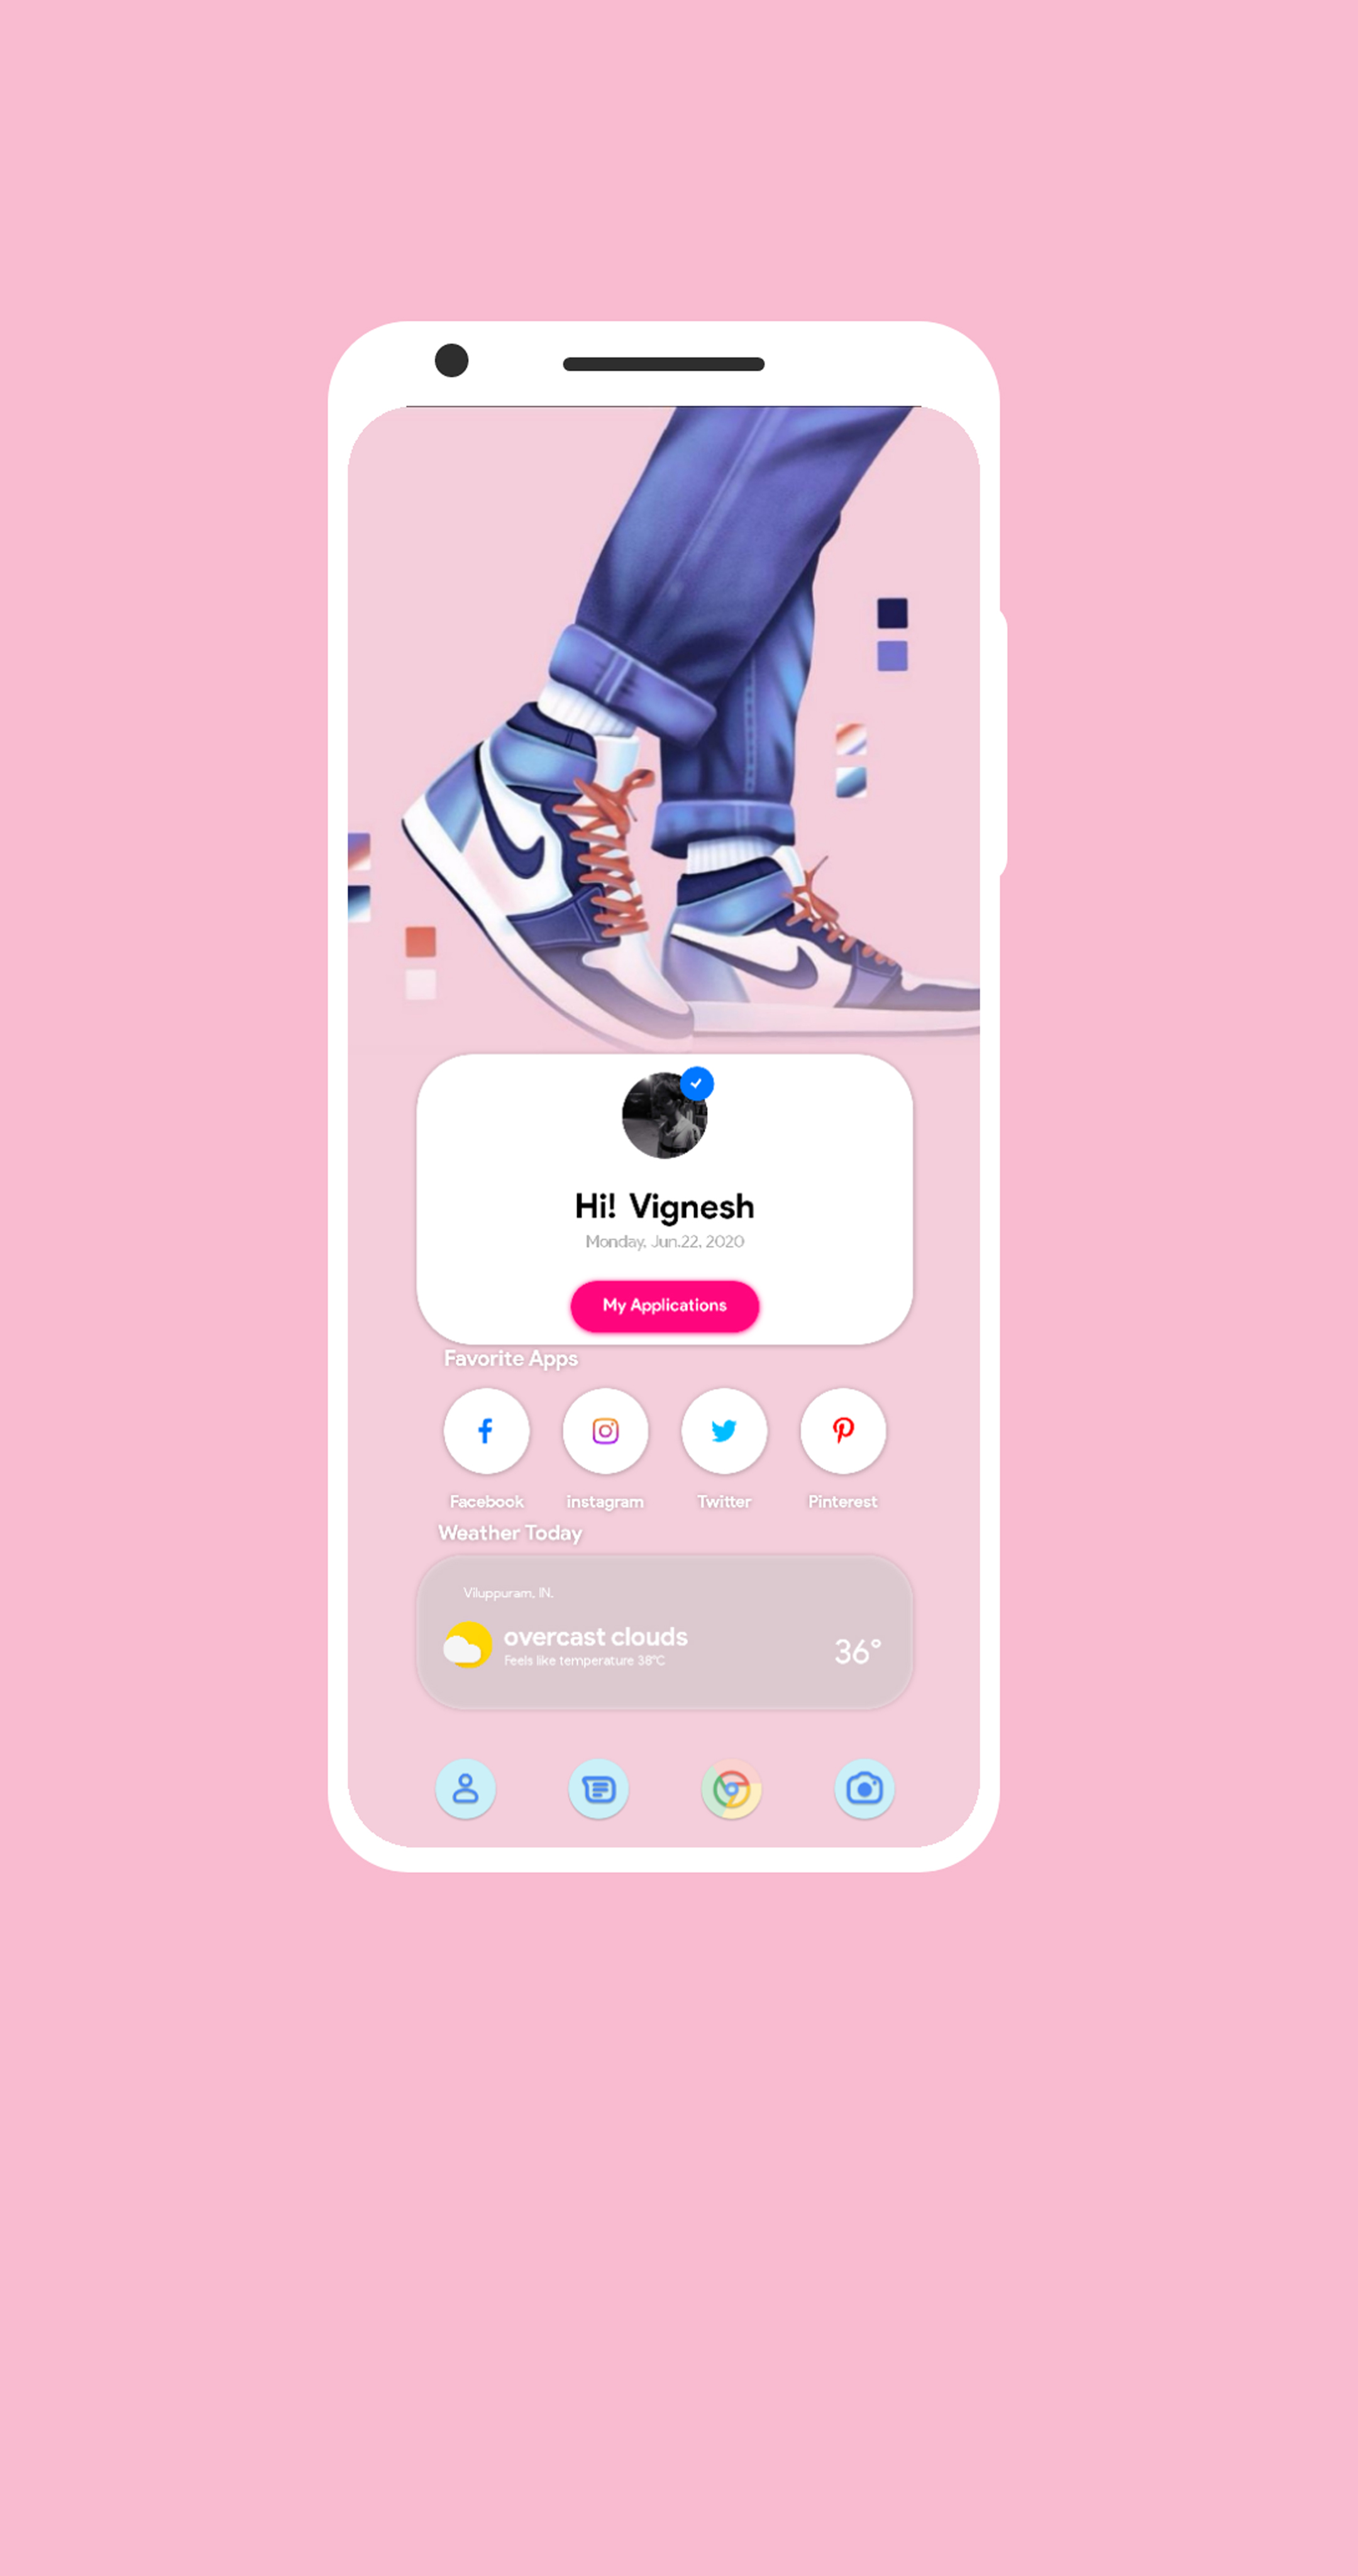 Hi! Vignesh
Monday, Jun.22, 2020
My Applications
Favorite Apps
Facebook
instagram
Twitter
Pinterest
Weather Today
Viluppuram, IN.
overcast clouds
Feels like temperature 38°C
36°